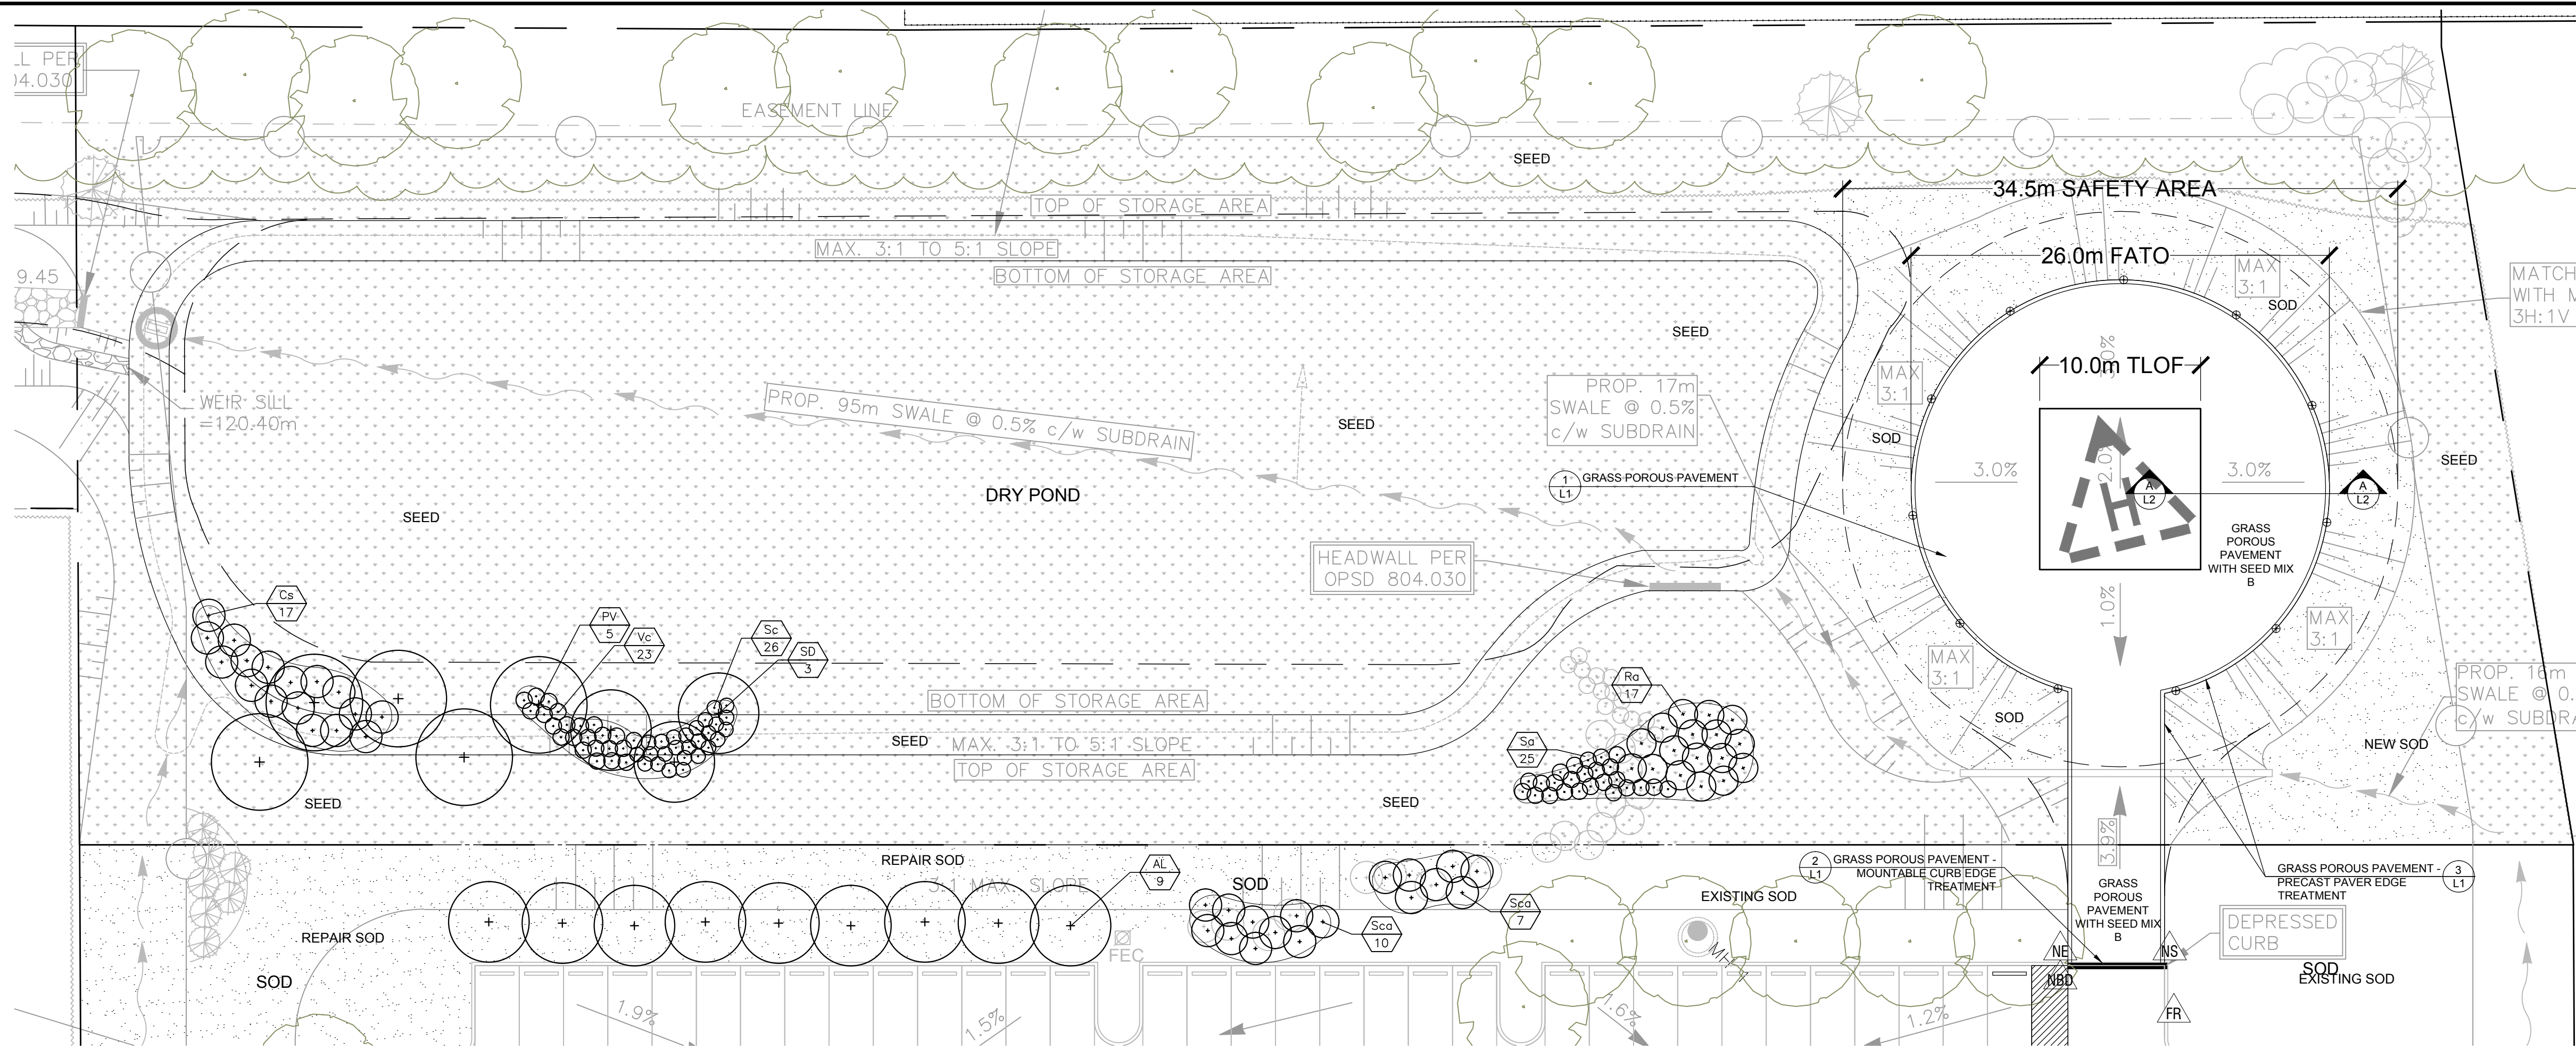 LL PER
04.030
EASEMENT LINE
SEED
34.5m SAFETY AREA
TOP OF STORAGE AREA
MAX. 3:1 TO 5:1 SLOPE
BOTTOM OF STORAGE AREA
26.0m FATO
MAX
3:1
SOD
MATCH
WITH M
3H:1V
9.45
SEED
10.0m TLOF
3.0%
MAX
3:1
WEIR SILL
=120.40m
PROP. 95m SWALE @ 0.5% c/w SUBDRAIN
PROP. 17m
SWALE @ 0.5%
c/w SUBDRAIN
SEED
SOD
2.0%
3.0%
3.0%
SEED
1
L1
GRASS POROUS PAVEMENT
H
A
L2
A
L2
DRY POND
SEED
GRASS
POROUS
PAVEMENT
WITH SEED MIX
B
HEADWALL PER
OPSD 804.030
1.0%
Cs
17
PV
5
Vc
23
Sc
26
SD
3
MAX
3:1
MAX
3:1
Ra
17
PROP. 16m
SWALE @ 0.
c/w SUBDRA
BOTTOM OF STORAGE AREA
SOD
SEED
MAX. 3:1 TO 5:1 SLOPE
Sa
25
NEW SOD
TOP OF STORAGE AREA
SEED
SEED
3.9%
REPAIR SOD
AL
9
3:1 MAX. SLOPE
SOD
2
L1
GRASS POROUS PAVEMENT -
MOUNTABLE CURB EDGE
TREATMENT
GRASS POROUS PAVEMENT -
PRECAST PAVER EDGE
TREATMENT
3
L1
EXISTING SOD
GRASS
POROUS
PAVEMENT
WITH SEED MIX
B
Sca
7
Sca
10
REPAIR SOD
DEPRESSED
CURB
FEC
MH
NE
NS
SOD
NBD
EXISTING SOD
SOD
FR
1.9%
1.5%
1.6%
1.2%